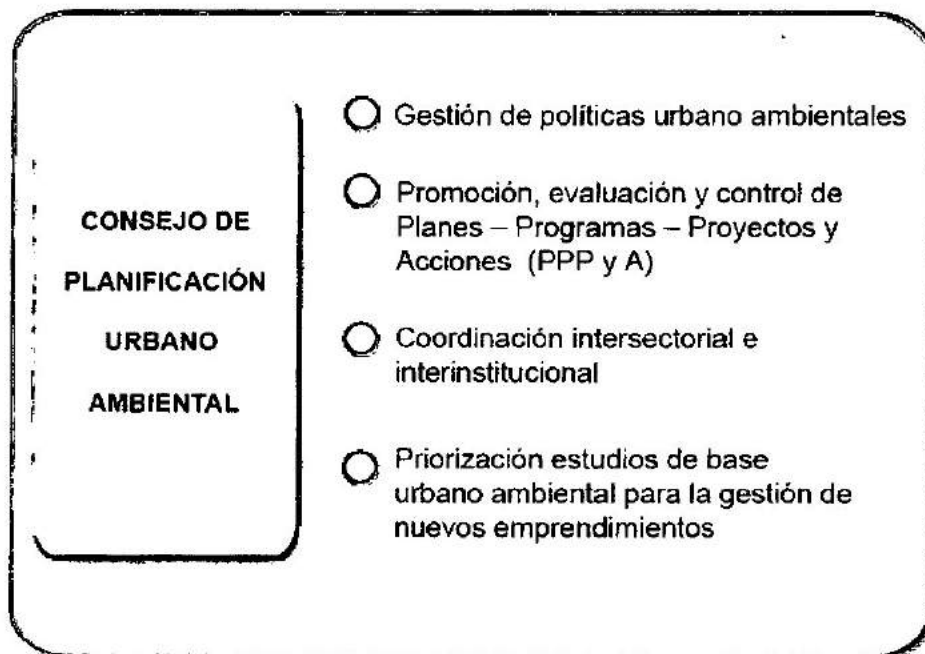 CONSEJO DE
PLANIFICACIÓN
URBANO
AMBIENTAL
Gestión de políticas urbano ambientales
Promoción, evaluación y control de
Planes – Programas – Proyectos y
Acciones (PPP y A)
Coordinación intersectorial e
interinstitucional
Priorización estudios de base
urbano ambiental para la gestión de
nuevos emprendimientos